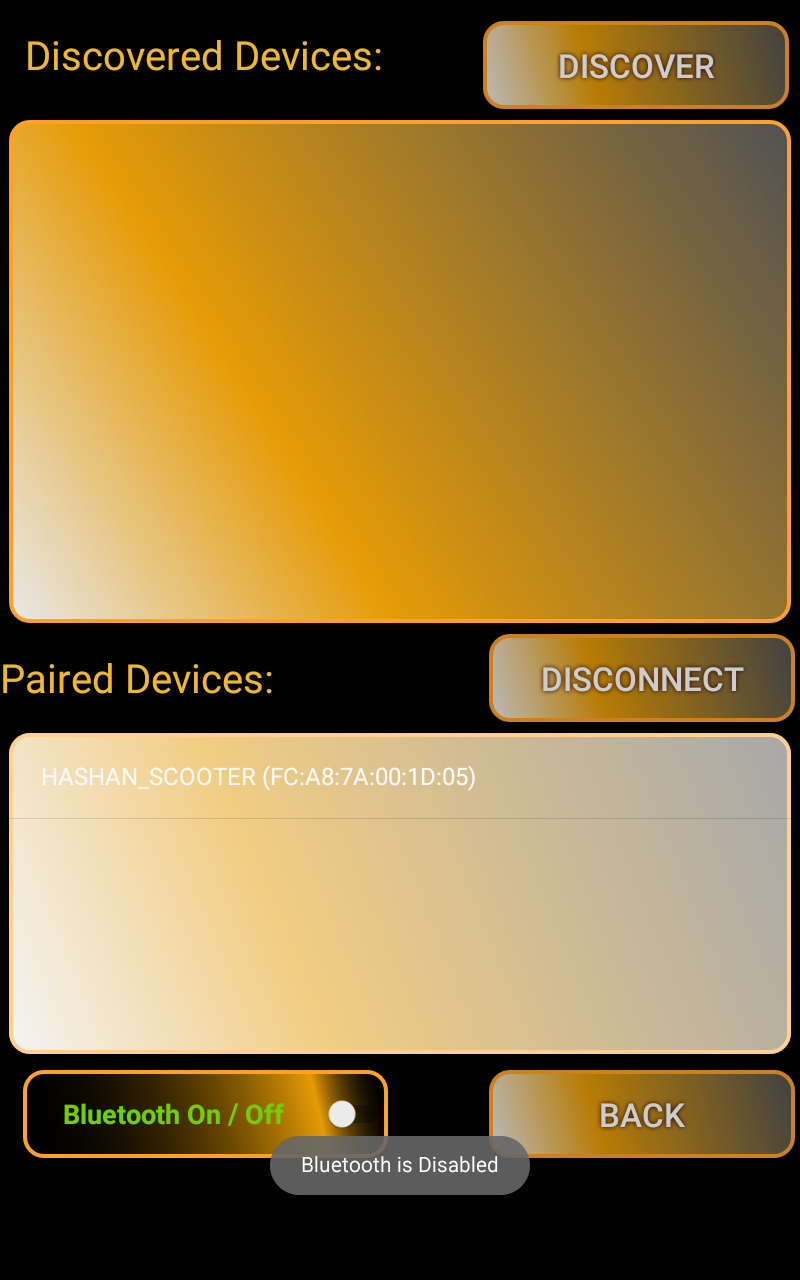 Discovered Devices:
DISCOVER
Paired Devices:
DISCONNECT
HASHAN_SCOOTER (FC:A8:7A:00:1D:05)
Bluetooth On / Off
BACK
Bluetooth is Disabled